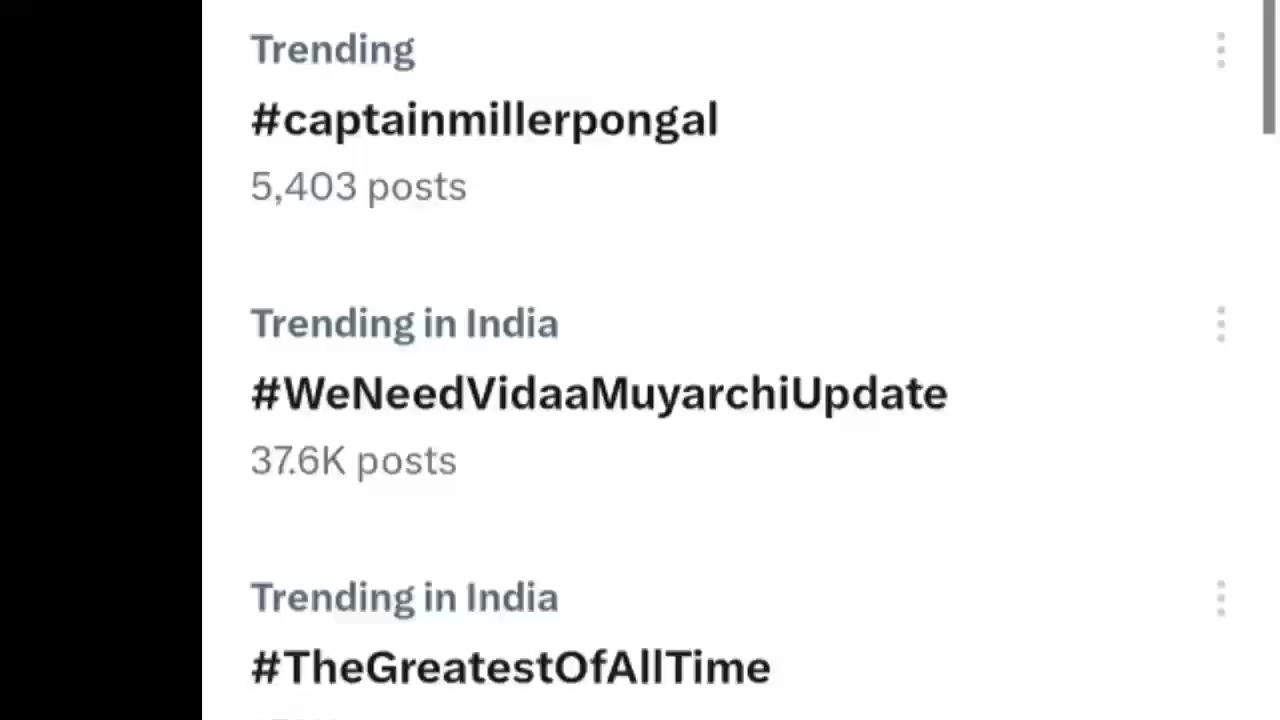 Trending
#captainmillerpongal
5,403 posts
Trending in India
#WeNeedVidaaMuyarchiUpdate
37.6K posts
Trending in India
#TheGreatestOfAllTime